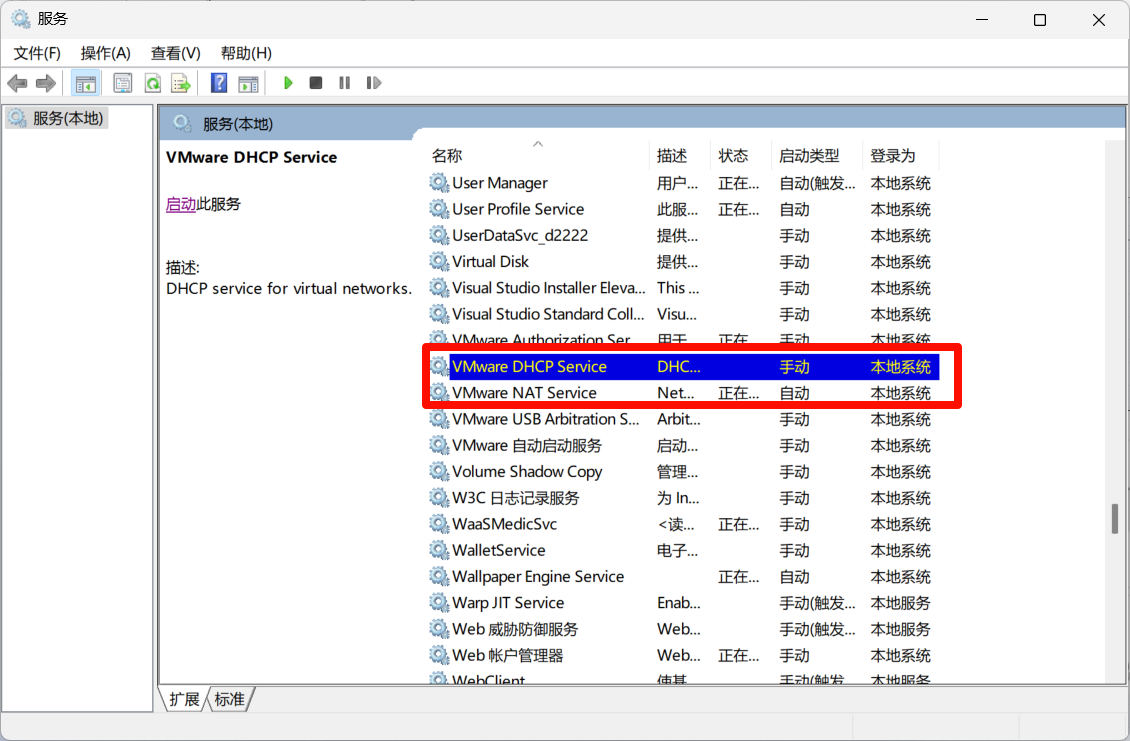 服务
文件(F) 操作(A) 查看(V) 帮助(H)
服务(本地)
服务(本地)
VMware DHCP Service
启动此服务
描述:
DHCP service for virtual networks.
名称 描述 状态 启动类型 登录为
User Manager 用户... 正在... 自动(触发... 本地系统
User Profile Service 此服... 正在... 自动 本地系统
UserDataSvc_d2222 提供... 手动 本地系统
Virtual Disk 提供... 手动 本地系统
Visual Studio Installer Eleva... This ... 手动 本地系统
Visual Studio Standard Coll... Visu... 手动 本地系统
VMware Authorization Ser 用于 正在 自动 本地系统
VMware DHCP Service DHC... 手动 本地系统
VMware NAT Service Net... 正在... 自动 本地系统
VMware USB Arbitration S... Arbit... 手动 本地系统
VMware 自动启动服务 启动... 手动 本地系统
Volume Shadow Copy 管理... 手动 本地系统
W3C 日志记录服务 为 In... 手动 本地系统
WaaSMedicSvc <读... 正在... 手动 本地系统
WalletService 电子... 手动 本地系统
Wallpaper Engine Service 正在... 自动 本地系统
Warp JIT Service Enab... 手动(触发... 本地服务
Web 威胁防御服务 Web... 手动(触发... 本地服务
Web 帐户管理器 Web... 正在... 手动 本地系统
WebClient 使基 手动(触发 本地服务
扩展 标准